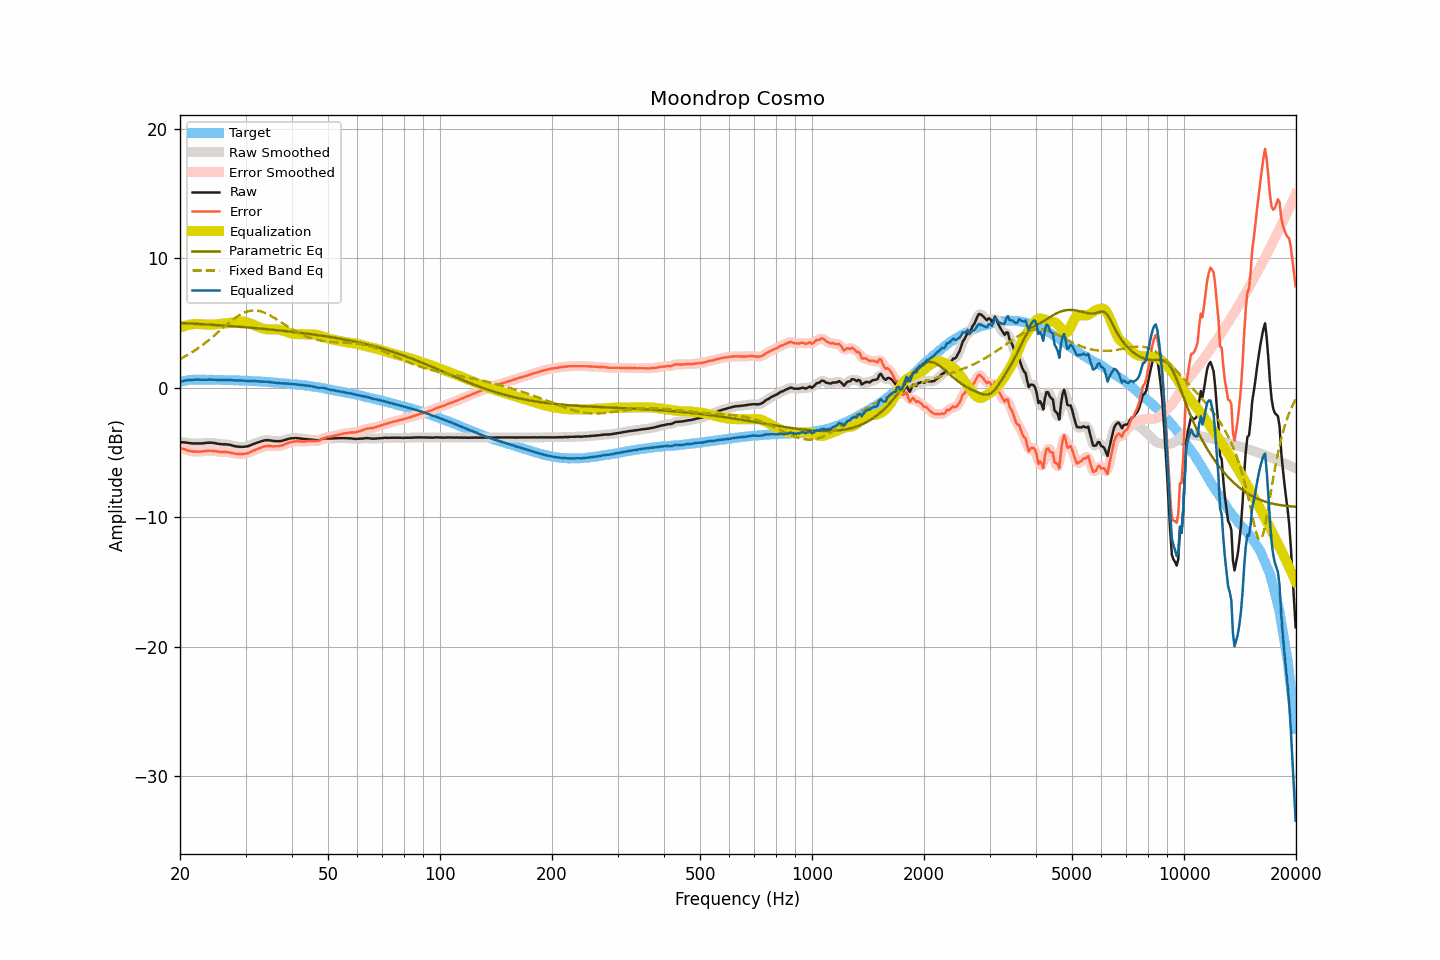 Moondrop Cosmo
20
10
0
−10
−20
−30
Amplitude (dBr)
Target
Raw Smoothed
Error Smoothed
Raw
Error
Equalization
Parametric Eq
Fixed Band Eq
Equalized
20 50 100 200 500 1000 2000 5000 10000 20000
Frequency (Hz)